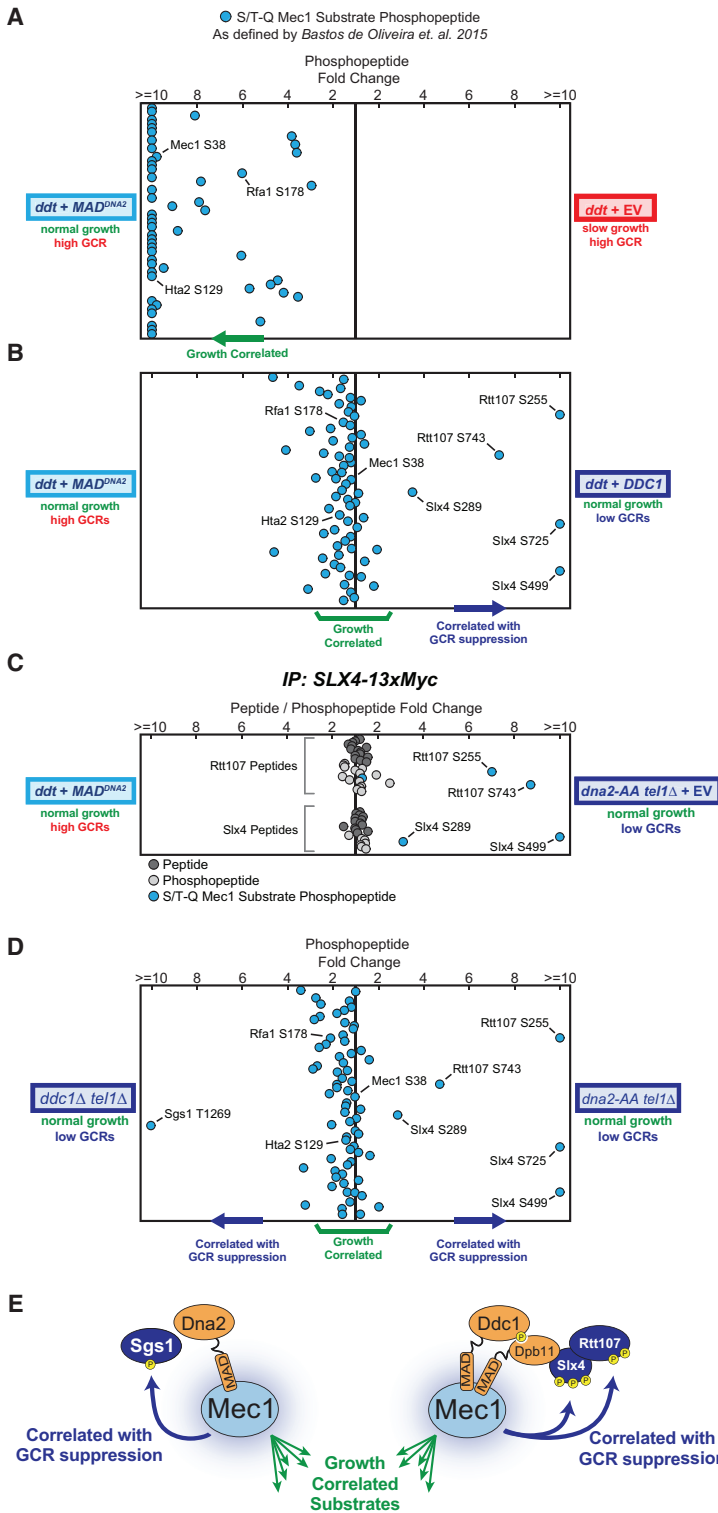 A
S/T-Q Mec1 Substrate Phosphopeptide
As defined by Bastos de Oliveira et. al. 2015
Phosphopeptide
Fold Change
>=10 8 6 4 2 2 4 6 8 >=10
Mec1 S38
Rfa1 S178
Hta2 S129
ddt + MAD^DNA2
normal growth
high GCR
ddt + EV
slow growth
high GCR
Growth Correlated
B
Rfa1 S178
Mec1 S38
Hta2 S129
Rtt107 S255
Rtt107 S743
Slx4 S289
Slx4 S725
Slx4 S499
ddt + MAD^DNA2
normal growth
high GCRs
ddt + DDC1
normal growth
low GCRs
Growth
Correlated
Correlated with
GCR suppression
C
IP: SLX4-13xMyc
Peptide / Phosphopeptide Fold Change
>=10 8 6 4 2 2 4 6 8 >=10
Rtt107 Peptides
Slx4 Peptides
Rtt107 S255
Rtt107 S743
Slx4 S289
Slx4 S499
ddt + MAD^DNA2
normal growth
high GCRs
dna2-AA tel1Δ + EV
normal growth
low GCRs
Peptide
Phosphopeptide
S/T-Q Mec1 Substrate Phosphopeptide
D
Phosphopeptide
Fold Change
>=10 8 6 4 2 2 4 6 8 >=10
Rfa1 S178
Mec1 S38
Sgs1 T1269
Hta2 S129
Rtt107 S255
Rtt107 S743
Slx4 S289
Slx4 S725
Slx4 S499
ddc1Δ tel1Δ
normal growth
low GCRs
dna2-AA tel1Δ
normal growth
low GCRs
Correlated with
GCR suppression
Growth
Correlated
Correlated with
GCR suppression
E
Sgs1
P
Dna2
MAD
Mec1
Correlated with
GCR suppression
Growth
Correlated
Substrates
Ddc1
P
Dpb11
Slx4
P P P
Rtt107
P P
MAD
MAD
Mec1
Correlated with
GCR suppression